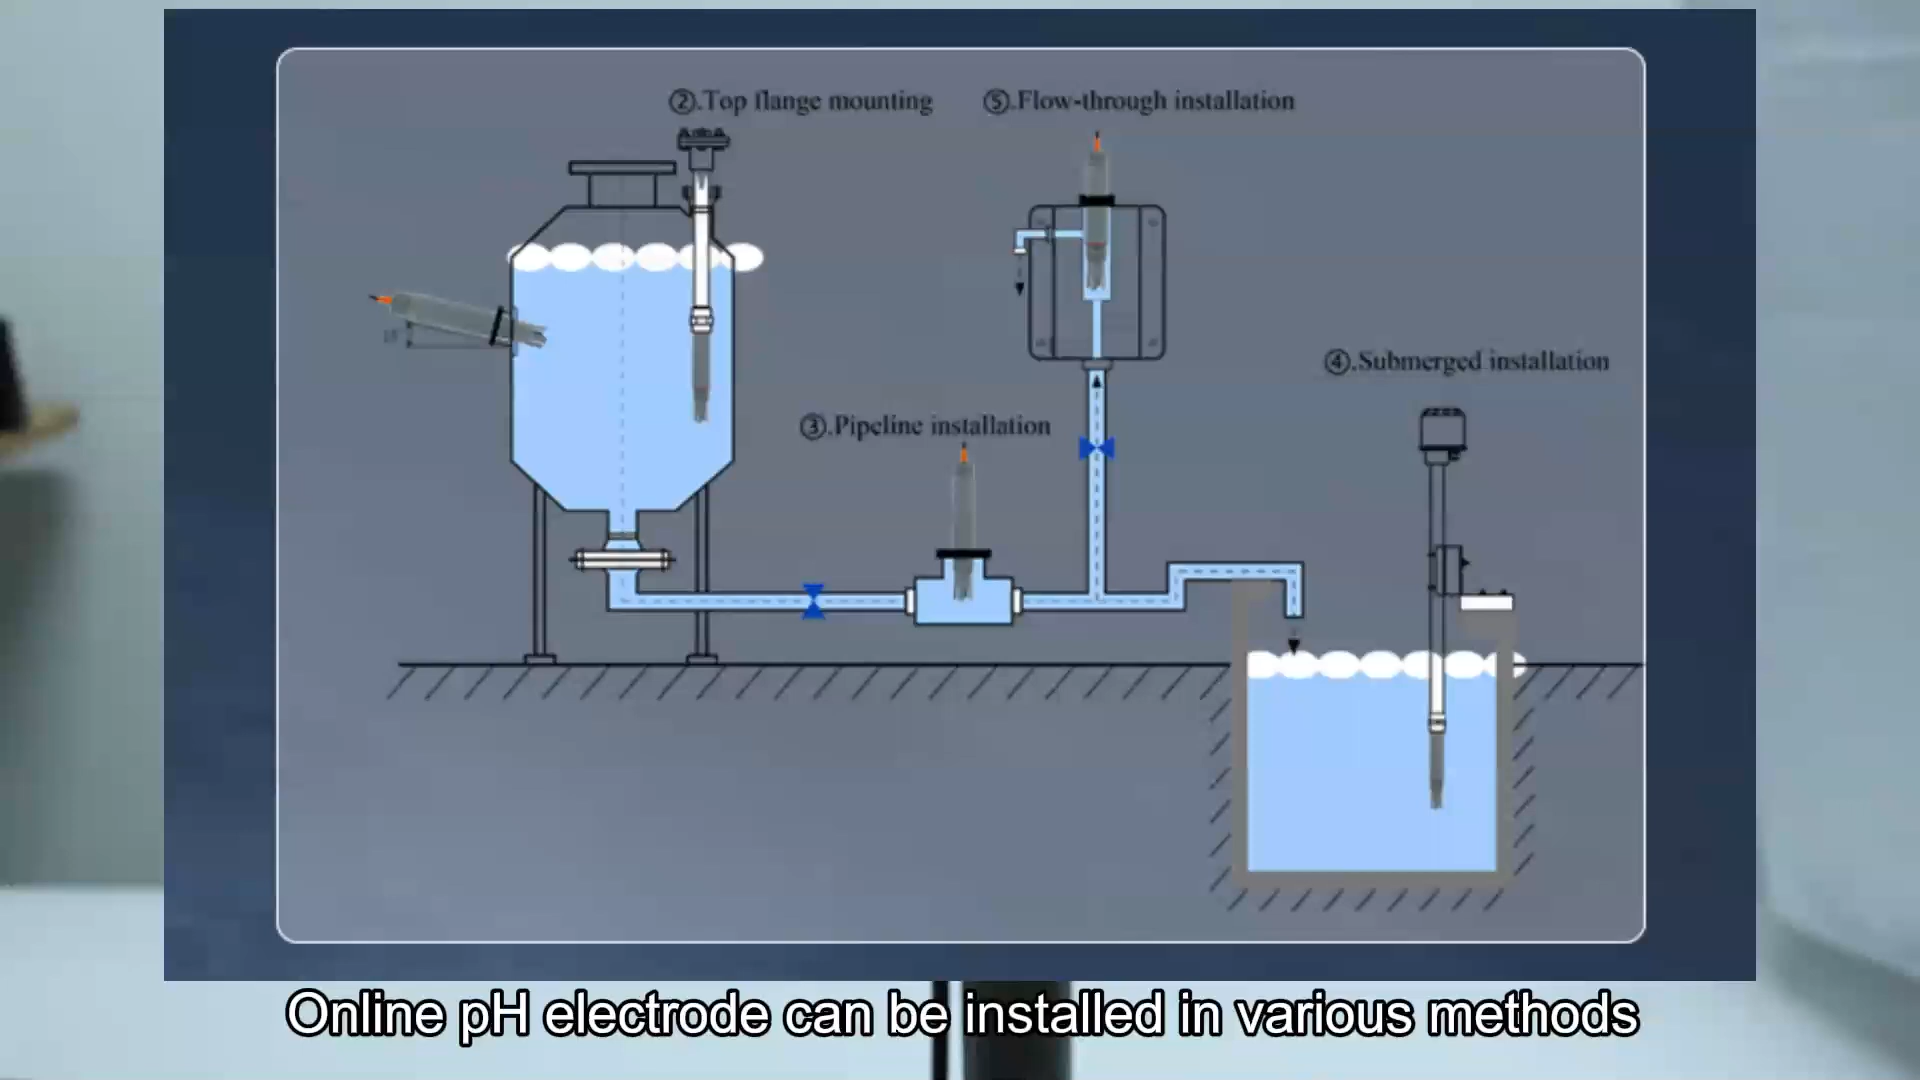 ②.Top flange mounting
⑤.Flow-through installation
④.Submerged installation
③.Pipeline installation
Online pH electrode can be installed in various methods